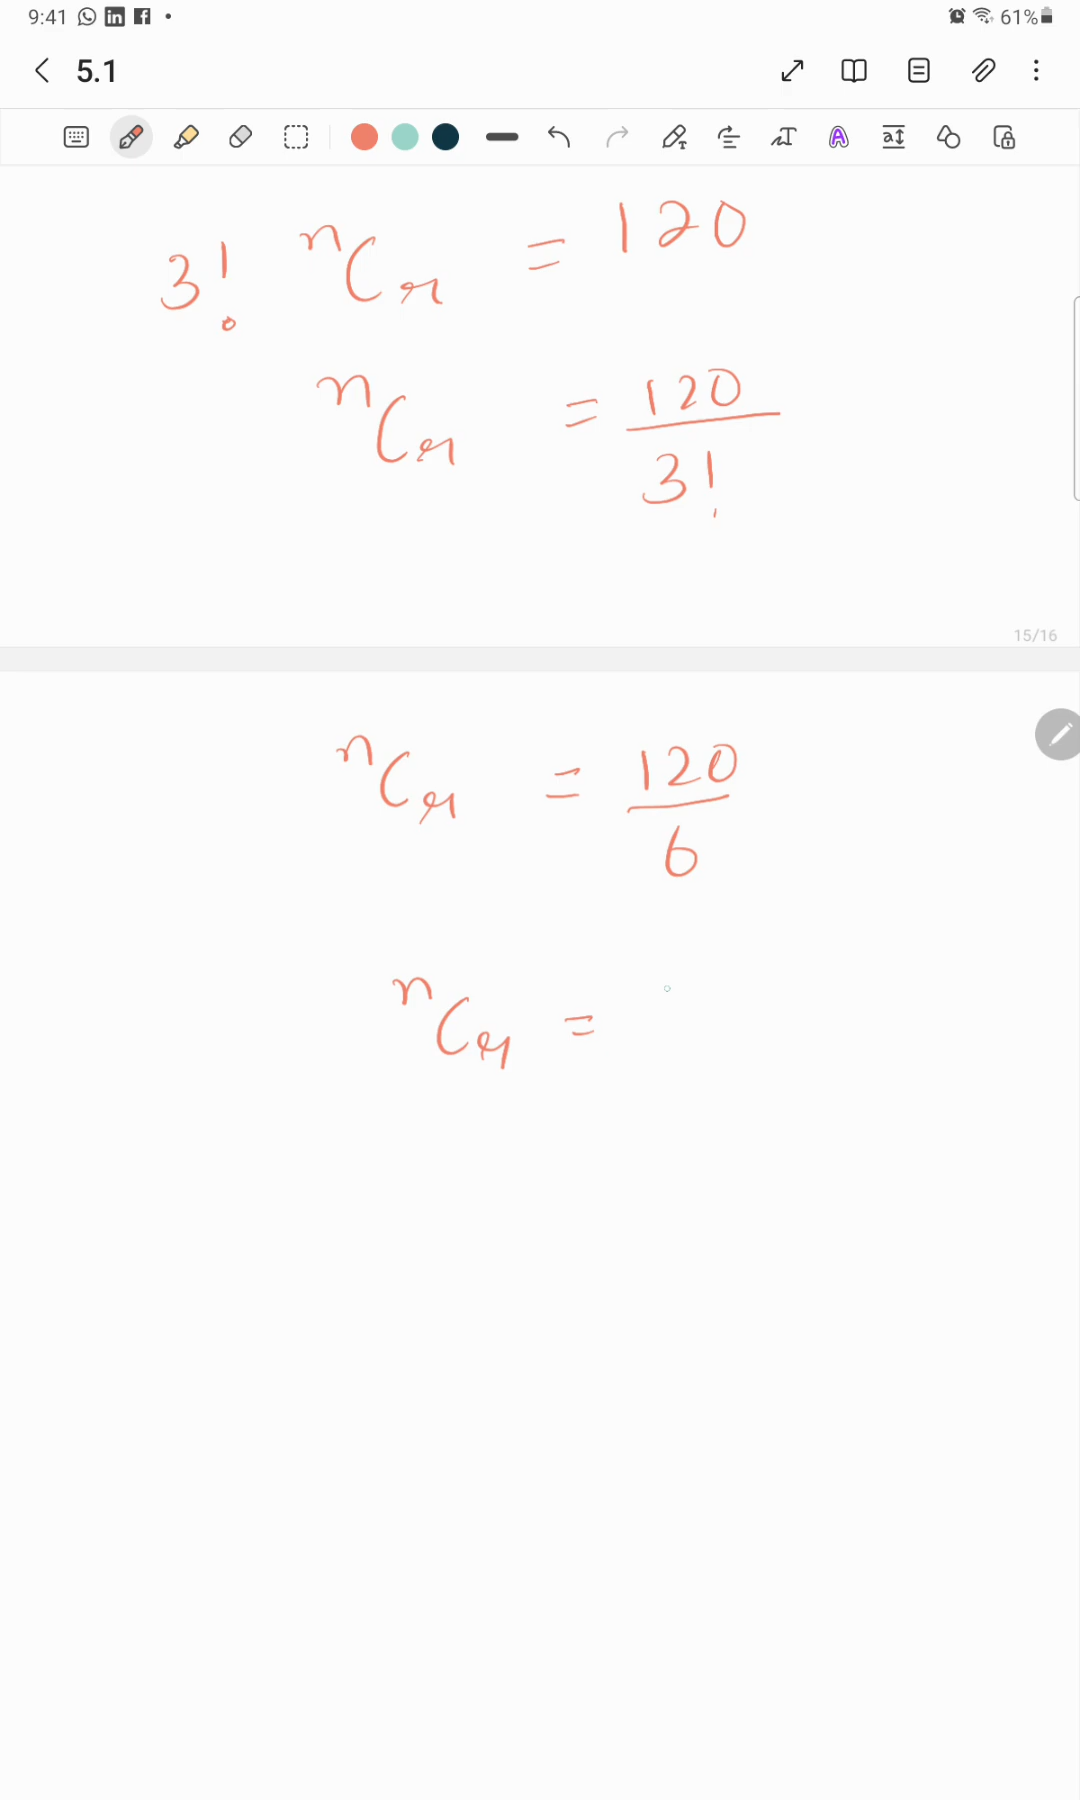 9:41 61%
5.1
3! ⁿCᵣ = 120
ⁿCᵣ = 120/3!
15/16
ⁿCᵣ = 120/6
ⁿCᵣ =